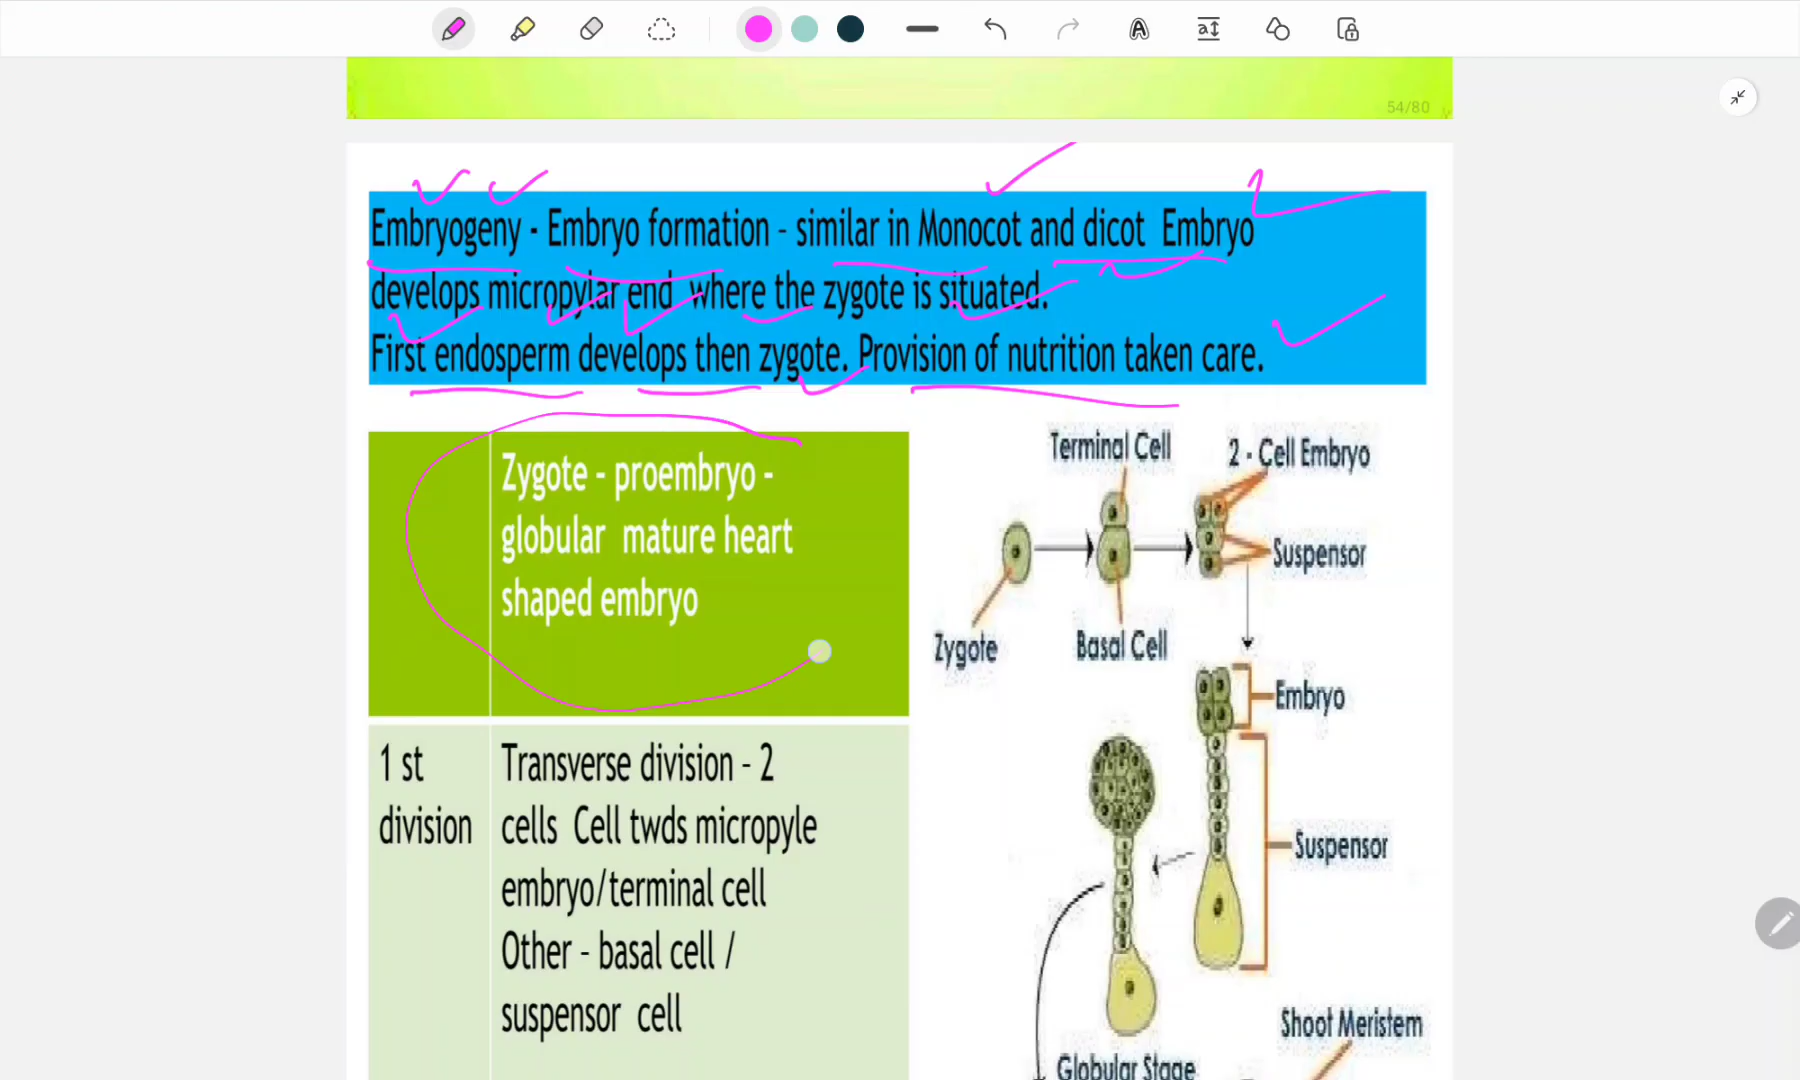 54/80
Embryogeny - Embryo formation - similar in Monocot and dicot Embryo
develops micropylar end where the zygote is situated.
First endosperm develops then zygote. Provision of nutrition taken care.
Zygote - proembryo -
globular mature heart
shaped embryo
1 st
division
Transverse division - 2
cells Cell twds micropyle
embryo/terminal cell
Other - basal cell /
suspensor cell
Terminal Cell
2 - Cell Embryo
Suspensor
Zygote
Basal Cell
Embryo
Suspensor
Shoot Meristem
Globular Stage